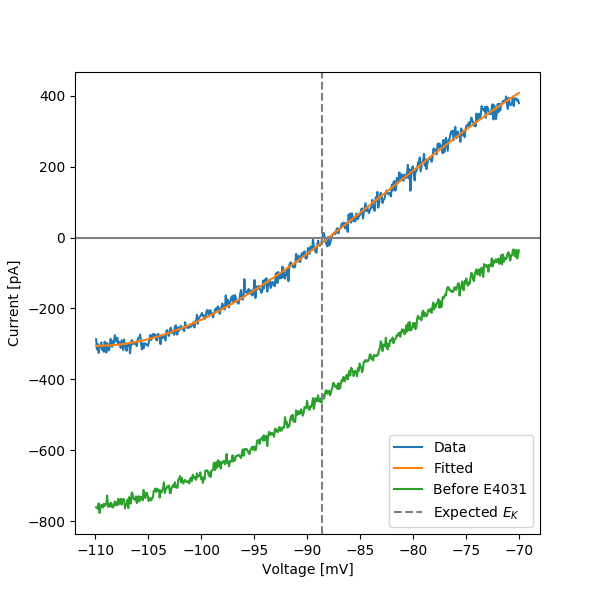 400
200
0
−200
−400
−600
−800
Current [pA]
Data
Fitted
Before E4031
Expected E_K
−110 −105 −100 −95 −90 −85 −80 −75 −70
Voltage [mV]